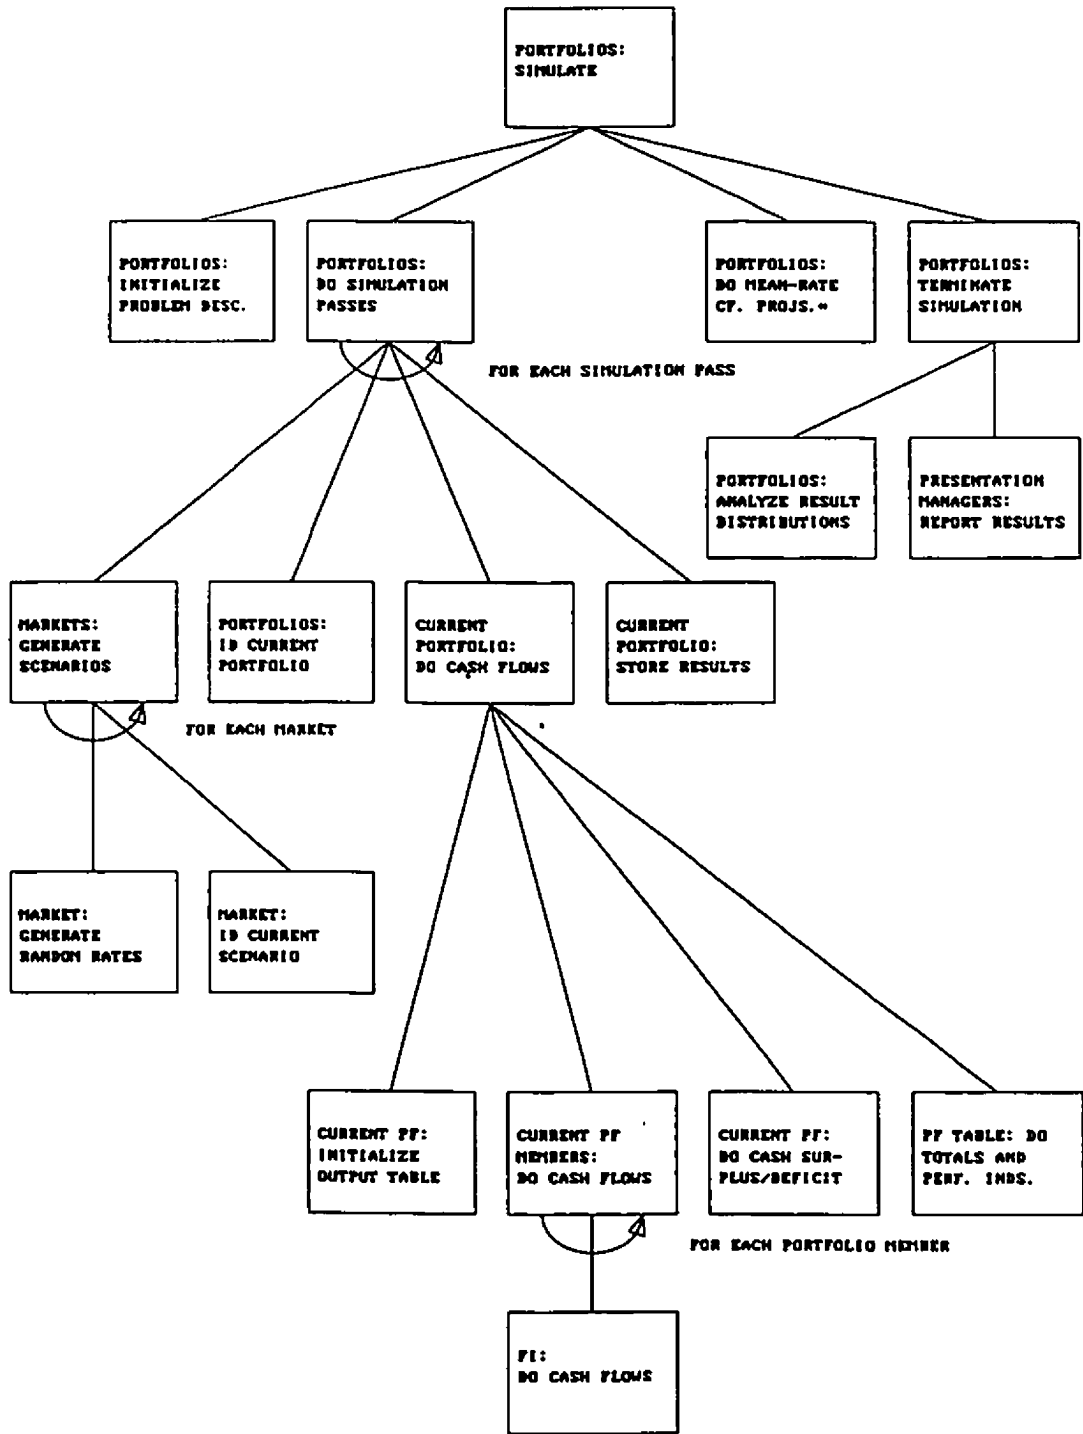 PORTFOLIOS:
SIMULATE
PORTFOLIOS:
INITIALIZE
PROBLEM DESC.
PORTFOLIOS:
DO SIMULATION
PASSES
PORTFOLIOS:
DO MEAN-RATE
CF. PROJS.*
PORTFOLIOS:
TERMINATE
SIMULATION
FOR EACH SIMULATION PASS
PORTFOLIOS:
ANALYZE RESULT
DISTRIBUTIONS
PRESENTATION
MANAGERS:
REPORT RESULTS
MARKETS:
GENERATE
SCENARIOS
PORTFOLIOS:
ID CURRENT
PORTFOLIO
CURRENT
PORTFOLIO:
DO CASH FLOWS
CURRENT
PORTFOLIO:
STORE RESULTS
FOR EACH MARKET
MARKET:
GENERATE
RANDOM RATES
MARKET:
ID CURRENT
SCENARIO
CURRENT PF:
INITIALIZE
OUTPUT TABLE
CURRENT PF
MEMBERS:
DO CASH FLOWS
CURRENT PF:
DO CASH SUR-
PLUS/DEFICIT
PF TABLE: DO
TOTALS AND
PERF. INDS.
FOR EACH PORTFOLIO MEMBER
FI:
DO CASH FLOWS